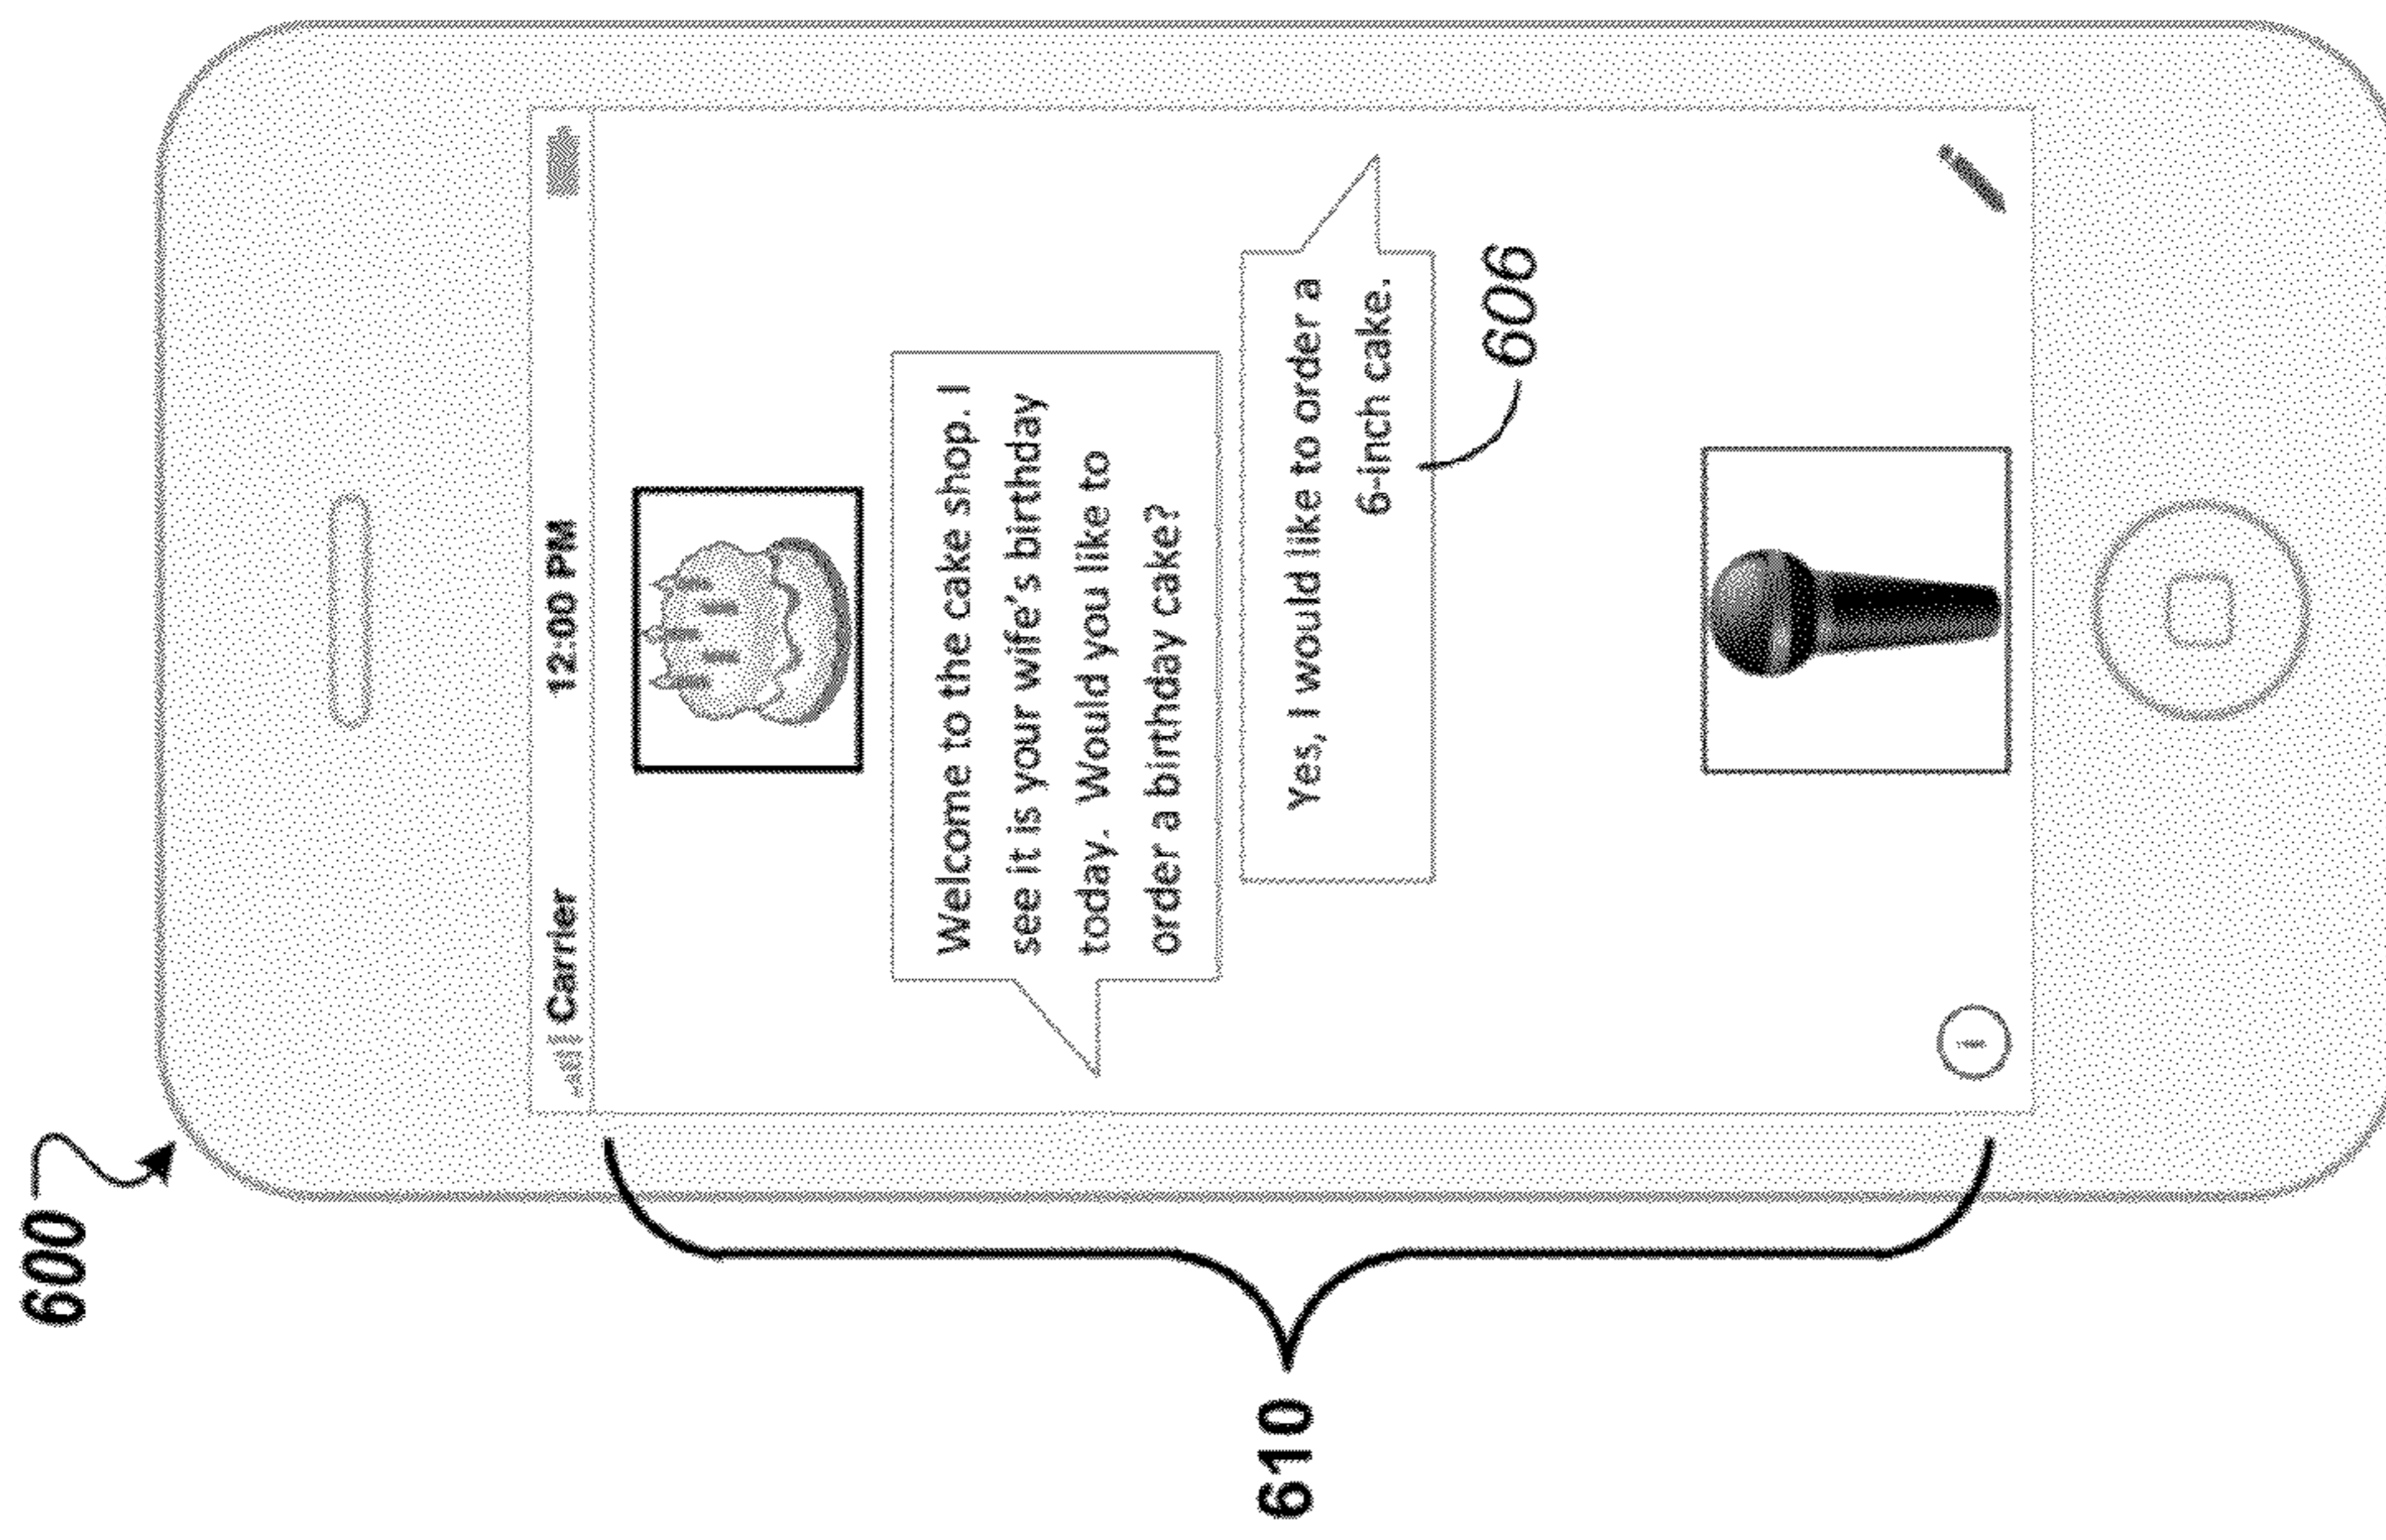 600
Carrier 12:00 PM
Welcome to the cake shop. I
see it is your wife's birthday
today. Would you like to
order a birthday cake?
Yes, I would like to order a
6-inch cake.
606
i
610